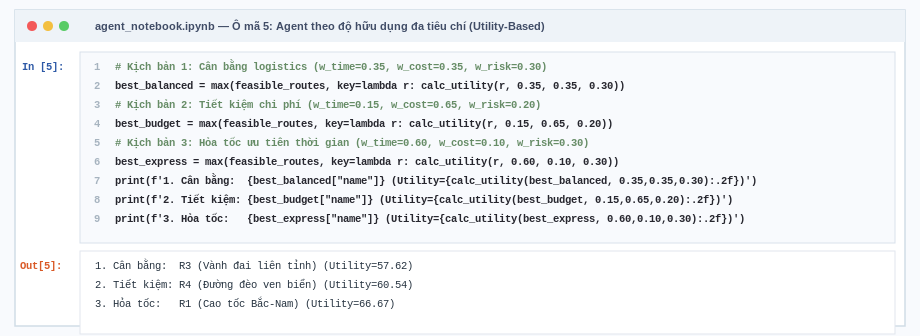 agent_notebook.ipynb — Ô mã 5: Agent theo độ hữu dụng đa tiêu chí (Utility-Based)
In [5]:
1 # Kịch bản 1: Cân bằng logistics (w_time=0.35, w_cost=0.35, w_risk=0.30)
2 best_balanced = max(feasible_routes, key=lambda r: calc_utility(r, 0.35, 0.35, 0.30))
3 # Kịch bản 2: Tiết kiệm chi phí (w_time=0.15, w_cost=0.65, w_risk=0.20)
4 best_budget = max(feasible_routes, key=lambda r: calc_utility(r, 0.15, 0.65, 0.20))
5 # Kịch bản 3: Hỏa tốc ưu tiên thời gian (w_time=0.60, w_cost=0.10, w_risk=0.30)
6 best_express = max(feasible_routes, key=lambda r: calc_utility(r, 0.60, 0.10, 0.30))
7 print(f'1. Cân bằng:  {best_balanced["name"]} (Utility={calc_utility(best_balanced, 0.35,0.35,0.30):.2f})')
8 print(f'2. Tiết kiệm: {best_budget["name"]} (Utility={calc_utility(best_budget, 0.15,0.65,0.20):.2f})')
9 print(f'3. Hỏa tốc:   {best_express["name"]} (Utility={calc_utility(best_express, 0.60,0.10,0.30):.2f})')
Out[5]:
1. Cân bằng:  R3 (Vành đai liên tỉnh) (Utility=57.62)
2. Tiết kiệm: R4 (Đường đèo ven biển) (Utility=60.54)
3. Hỏa tốc:   R1 (Cao tốc Bắc-Nam) (Utility=66.67)